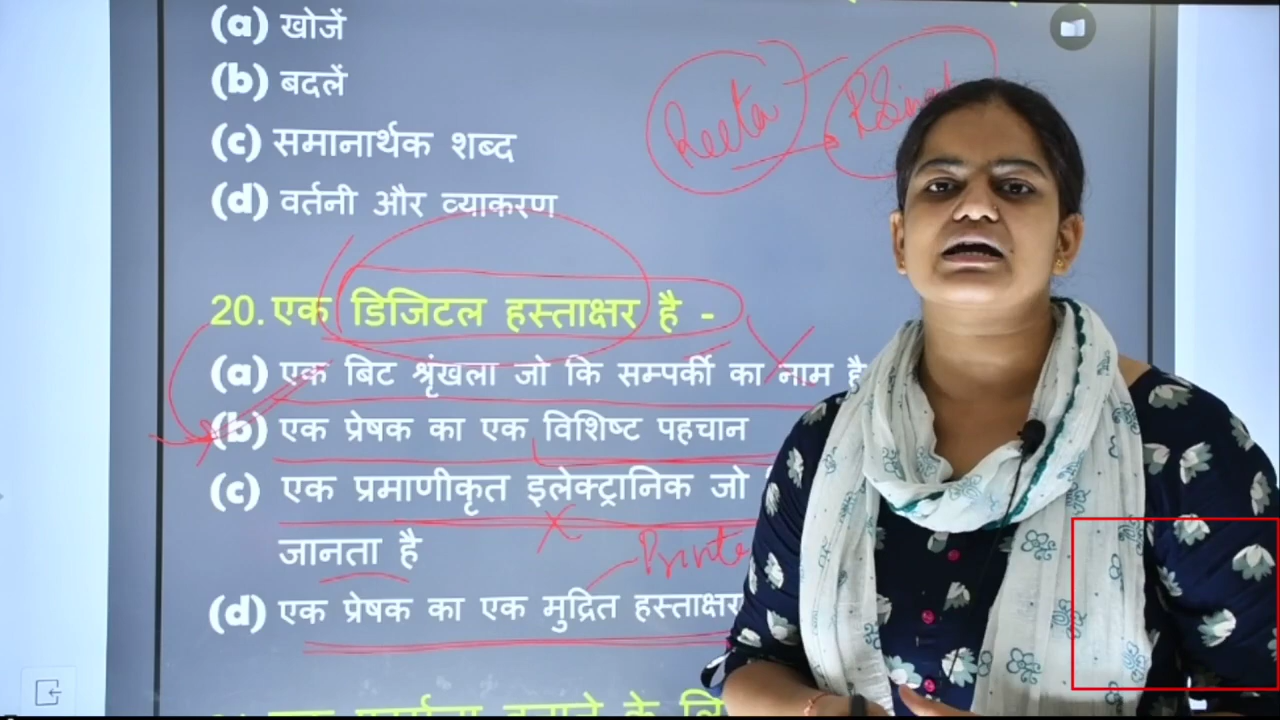 (a) खोजें
(b) बदलें
(c) समानार्थक शब्द
(d) वर्तनी और व्याकरण
Reeta
20. एक डिजिटल हस्ताक्षर है -
(a) एक बिट श्रृंखला जो कि सम्पर्की का नाम है
(b) एक प्रेषक का एक विशिष्ट पहचान
(c) एक प्रमाणीकृत इलेक्ट्रानिक जो
जानता है
(d) एक प्रेषक का एक मुद्रित हस्ताक्षर